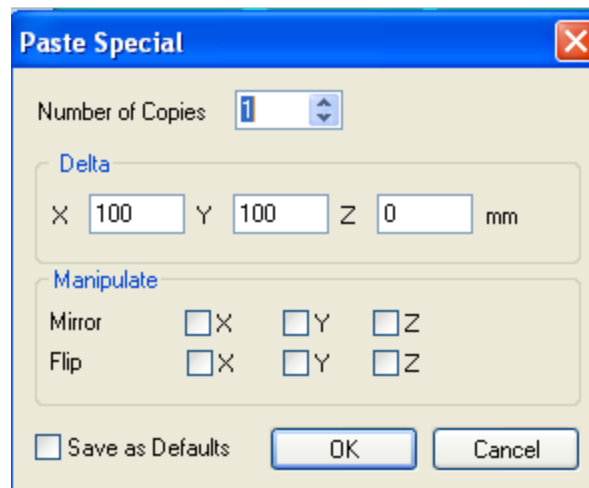 Paste Special
Number of Copies 1
Delta
X 100 Y 100 Z 0 mm
Manipulate
Mirror X Y Z
Flip X Y Z
Save as Defaults OK Cancel